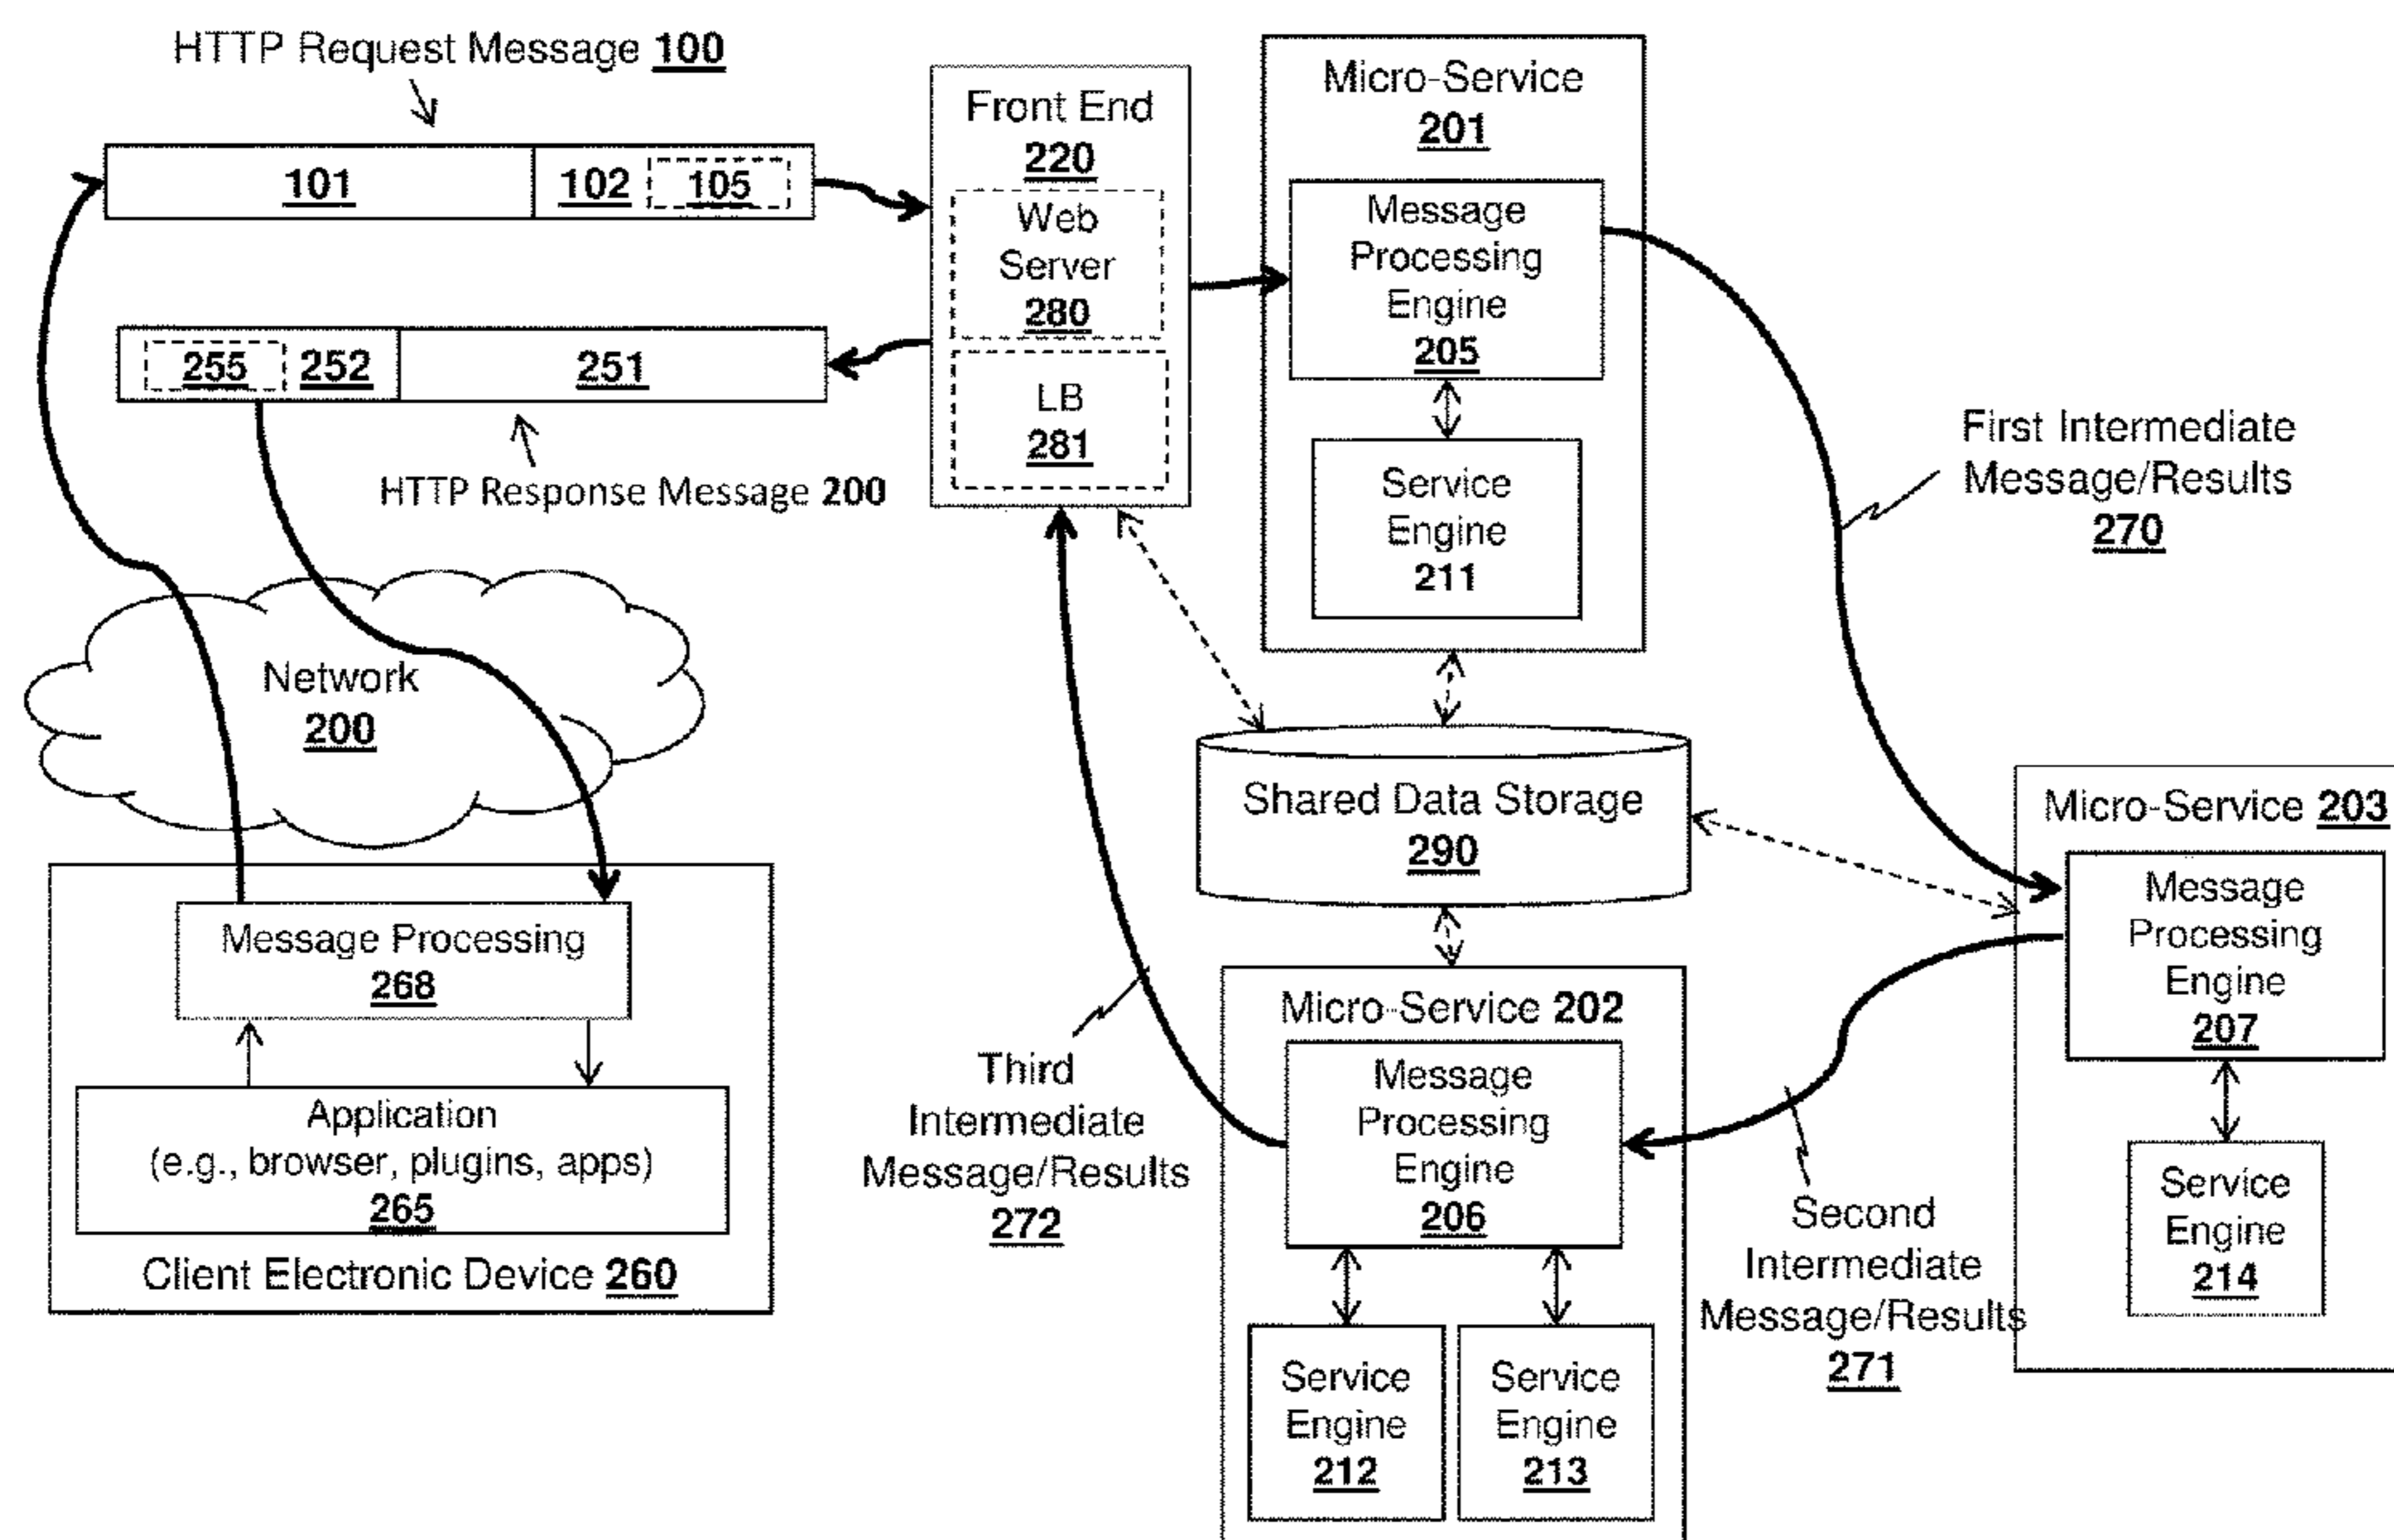 HTTP Request Message 100
101
102
105
255
252
251
HTTP Response Message 200
Front End
220
Web
Server
280
LB
281
Micro-Service
201
Message
Processing
Engine
205
Service
Engine
211
First Intermediate
Message/Results
270
Network
200
Shared Data Storage
290
Micro-Service 203
Message
Processing
Engine
207
Service
Engine
214
Message Processing
268
Application
(e.g., browser, plugins, apps)
265
Client Electronic Device 260
Third
Intermediate
Message/Results
272
Micro-Service 202
Message
Processing
Engine
206
Service
Engine
212
Service
Engine
213
Second
Intermediate
Message/Results
271